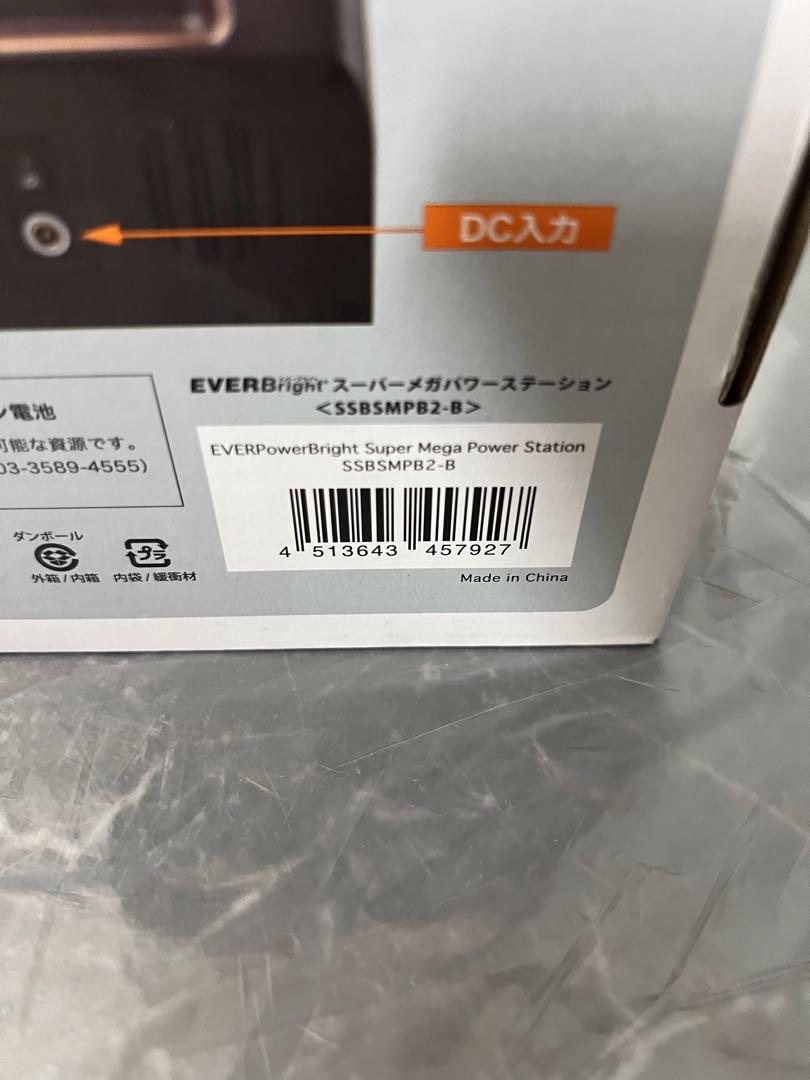 DC入力
EVERBright スーパーメガパワーステーション
＜SSBSMPB2-B＞
電池
可能な資源です。
03-3589-4555）
EVERPowerBright Super Mega Power Station
SSBSMPB2-B
4 513643 457927
ダンボール
プラ
外箱 / 内箱 内袋 / 緩衝材
Made in China